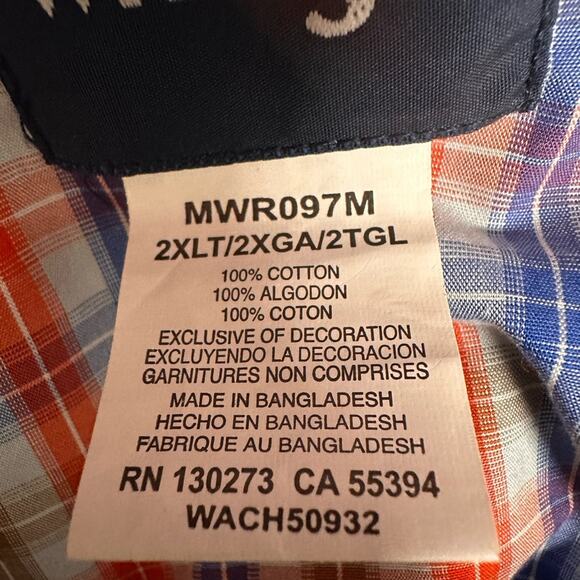 MWR097M
2XLT/2XGA/2TGL
100% COTTON
100% ALGODON
100% COTON
EXCLUSIVE OF DECORATION
EXCLUYENDO LA DECORACION
GARNITURES NON COMPRISES
MADE IN BANGLADESH
HECHO EN BANGLADESH
FABRIQUE AU BANGLADESH
RN 130273 CA 55394
WACH50932